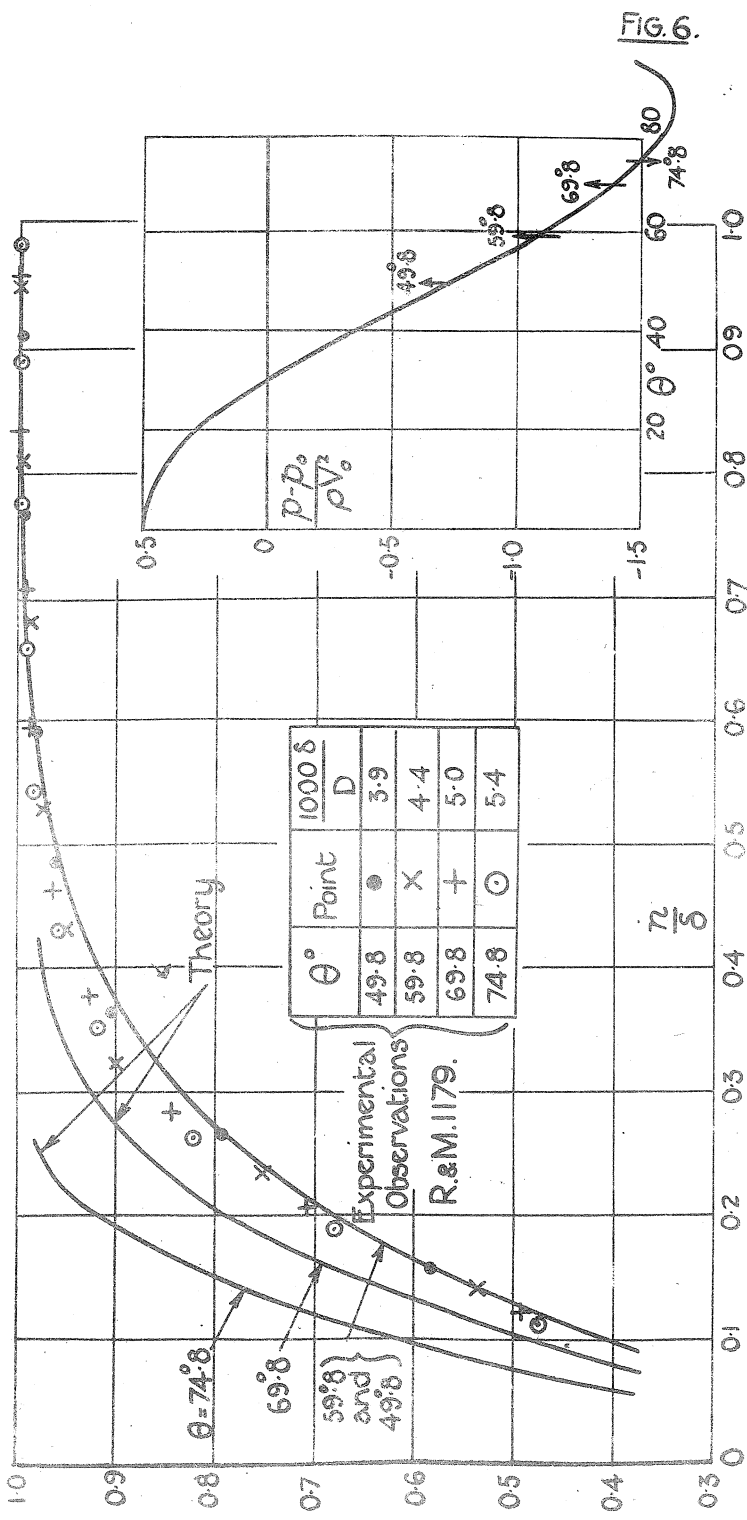 FIG. 6.
1.0
0.9
0.8
0.7
0.6
0.5
0.4
0.3
0
0.1
0.2
0.3
0.4
0.5
0.6
0.7
0.8
09
1.0
n
δ
θ=74°.8
69°.8
59°.8
and
49°.8
Theory
Experimental
Observations
R.&M.1179.
θ° Point 1000 δ
D
49.8 ● 3.9
59.8 × 4.4
69.8 + 5.0
74.8 ⊙ 5.4
0.5
0
-0.5
-1.0
-1.5
p-p₀
ρV₀²
20
θ°
40
60
80
49°.8
59°.8
69°.8
74°.8